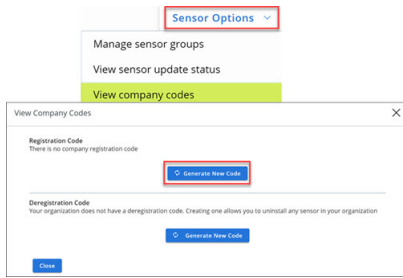 Sensor Options
Manage sensor groups
View sensor update status
View company codes
View Company Codes
Registration Code
There is no company registration code
Generate New Code
Deregistration Code
Your organization does not have a deregistration code. Creating one allows you to uninstall any sensor in your organization
Generate New Code
Close